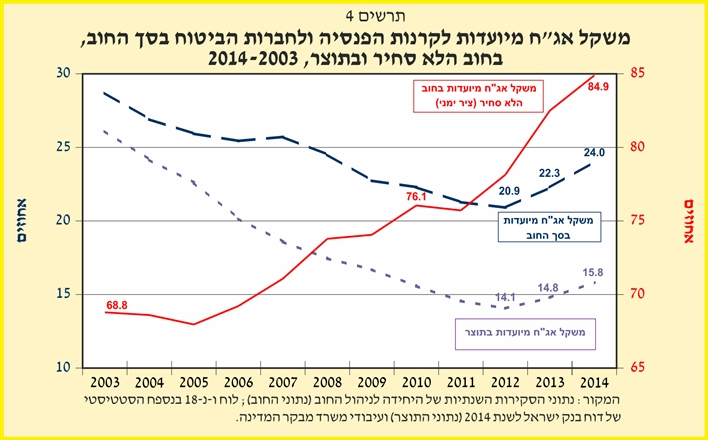 תרשים 4
משקל אג"ח מיועדות לקרנות הפנסיה ולחברות הביטוח בסך החוב,
בחוב הלא סחיר ובתוצר, 2014-2003
30
85
משקל אג"ח מיועדות בחוב
הלא סחיר (ציר ימני)
84.9
25
80
24.0
22.3
20.9
76.1
20
75
משקל אג"ח מיועדות
בסך החוב
אחוזים
אחוזים
15.8
14.8
14.1
15
70
68.8
משקל אג"ח מיועדות בתוצר
10
65
2003 2004 2005 2006 2007 2008 2009 2010 2011 2012 2013 2014
המקור: נתוני הסקירות השנתיות של היחידה לניהול החוב (נתוני החוב); לוח ו-נ-18 בנספח הסטטיסטי
של דוח בנק ישראל לשנת 2014 (נתוני התוצר) ועיבודי משרד מבקר המדינה.